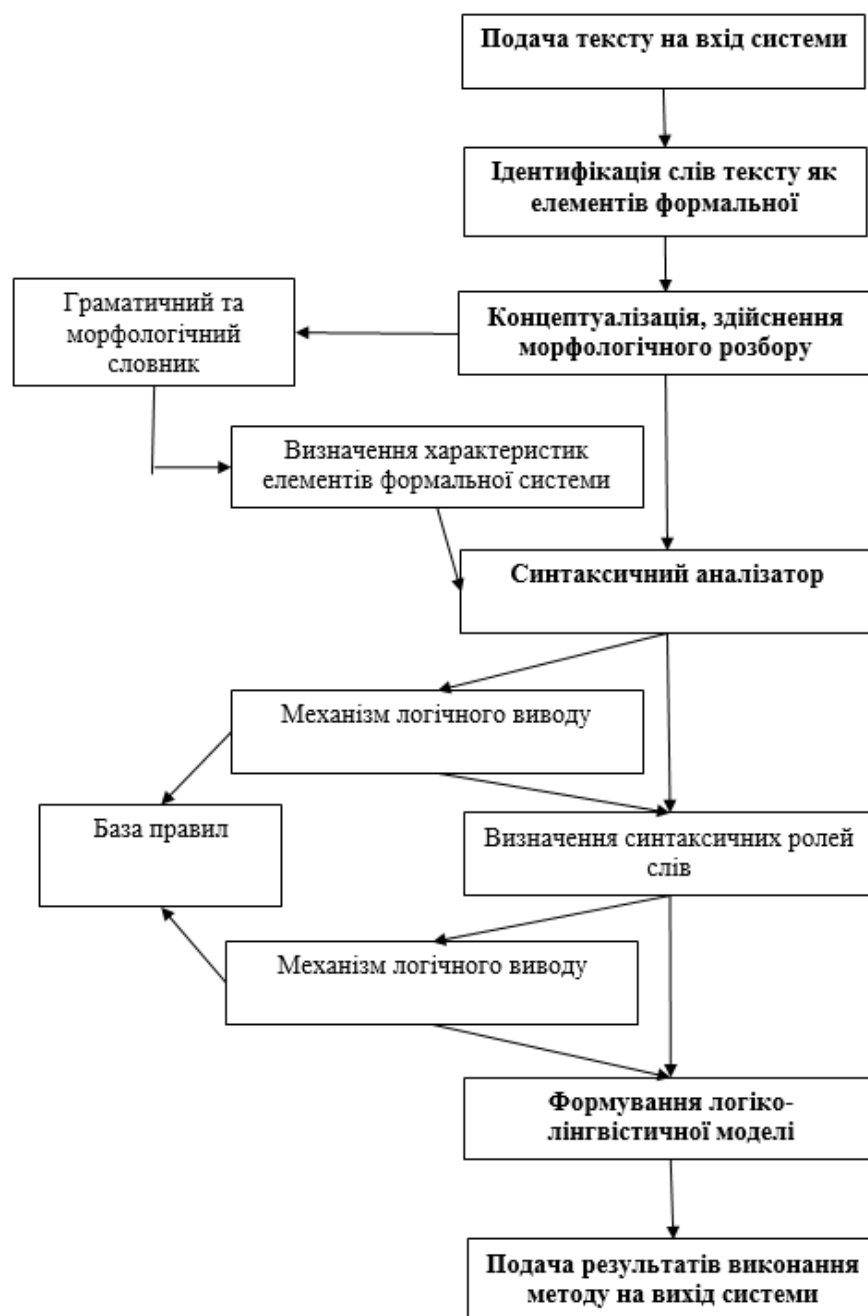 Подача тексту на вхід системи
Ідентифікація слів тексту як
елементів формальної
Концептуалізація, здійснення
морфологічного розбору
Граматичний та
морфологічний
словник
Визначення характеристик
елементів формальної системи
Синтаксичний аналізатор
Механізм логічного виводу
База правил
Визначення синтаксичних ролей
слів
Механізм логічного виводу
Формування логіко-
лінгвістичної моделі
Подача результатів виконання
методу на вихід системи